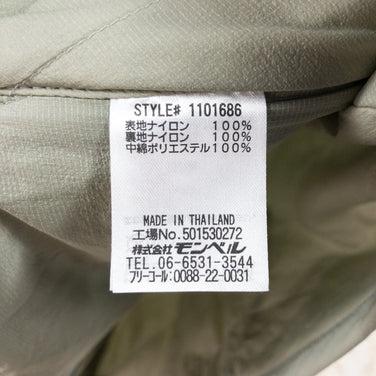 STYLE# 1101686
表地ナイロン 100%
裏地ナイロン 100%
中綿ポリエステル100%
MADE IN THAILAND
工場No.501530272
株式会社モンベル
TEL.06-6531-3544
フリーコール:0088-22-0031